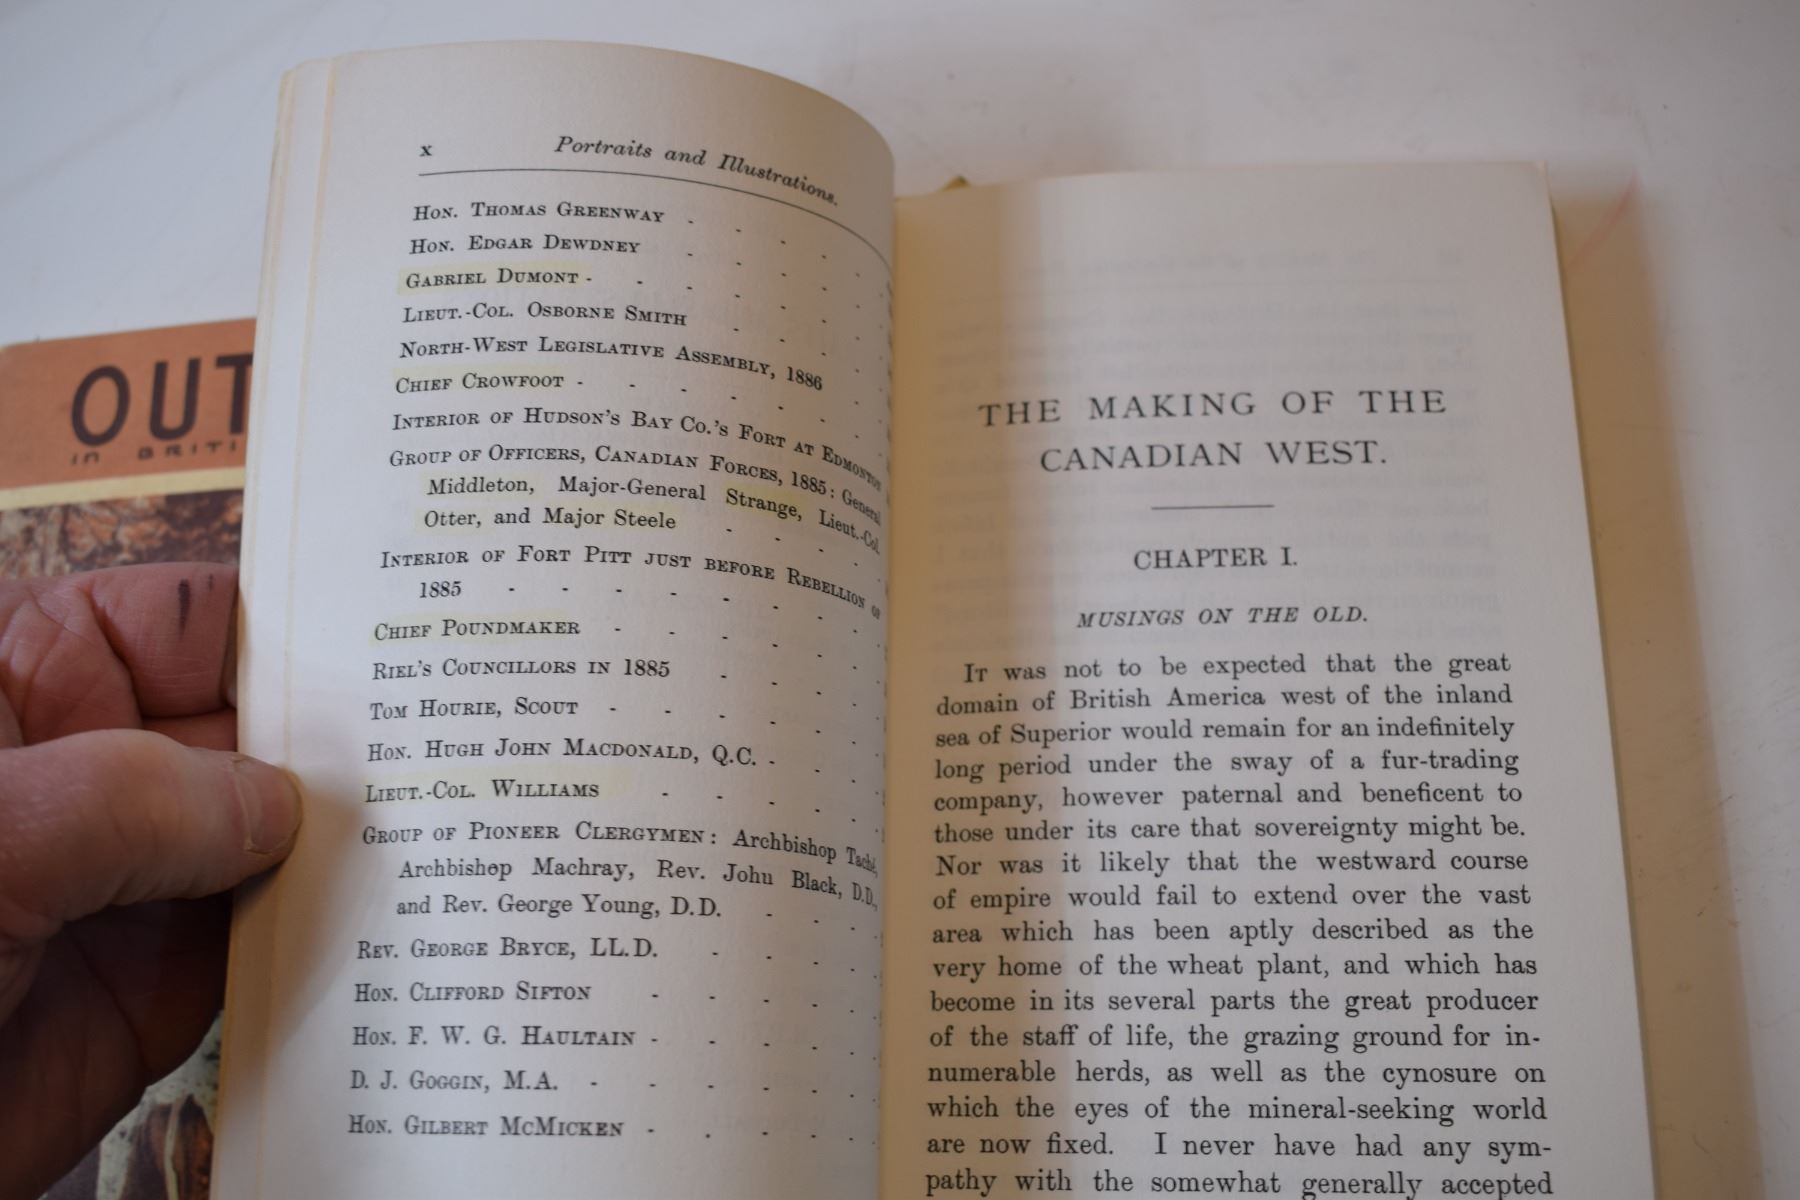 OUT
IN BRITI
x Portraits and Illustrations.
HON. THOMAS GREENWAY - - -
HON. EDGAR DEWDNEY - - - - -
GABRIEL DUMONT - - - - - -
LIEUT.-COL. OSBORNE SMITH - - - -
NORTH-WEST LEGISLATIVE ASSEMBLY, 1886 -
CHIEF CROWFOOT - - - - - - -
INTERIOR OF HUDSON'S BAY CO.'S FORT AT EDMONTON
GROUP OF OFFICERS, CANADIAN FORCES, 1885: General
Middleton, Major-General Strange, Lieut.-Col.
Otter, and Major Steele - - - -
INTERIOR OF FORT PITT JUST BEFORE REBELLION OF
1885 - - - - - - - -
CHIEF POUNDMAKER - - - - - -
RIEL'S COUNCILLORS IN 1885 - - - -
TOM HOURIE, SCOUT - - - - - -
HON. HUGH JOHN MACDONALD, Q.C. - - -
LIEUT.-COL. WILLIAMS - - - - -
GROUP OF PIONEER CLERGYMEN: Archbishop Taché,
Archbishop Machray, Rev. John Black, D.D.,
and Rev. George Young, D.D. - - -
REV. GEORGE BRYCE, LL.D. - - - -
HON. CLIFFORD SIFTON - - - - -
HON. F. W. G. HAULTAIN - - - - -
D. J. GOGGIN, M.A. - - - - - -
HON. GILBERT MCMICKEN - - - - -
THE MAKING OF THE
CANADIAN WEST.
CHAPTER I.
MUSINGS ON THE OLD.
IT was not to be expected that the great
domain of British America west of the inland
sea of Superior would remain for an indefinitely
long period under the sway of a fur-trading
company, however paternal and beneficent to
those under its care that sovereignty might be.
Nor was it likely that the westward course
of empire would fail to extend over the vast
area which has been aptly described as the
very home of the wheat plant, and which has
become in its several parts the great producer
of the staff of life, the grazing ground for in-
numerable herds, as well as the cynosure on
which the eyes of the mineral-seeking world
are now fixed. I never have had any sym-
pathy with the somewhat generally accepted